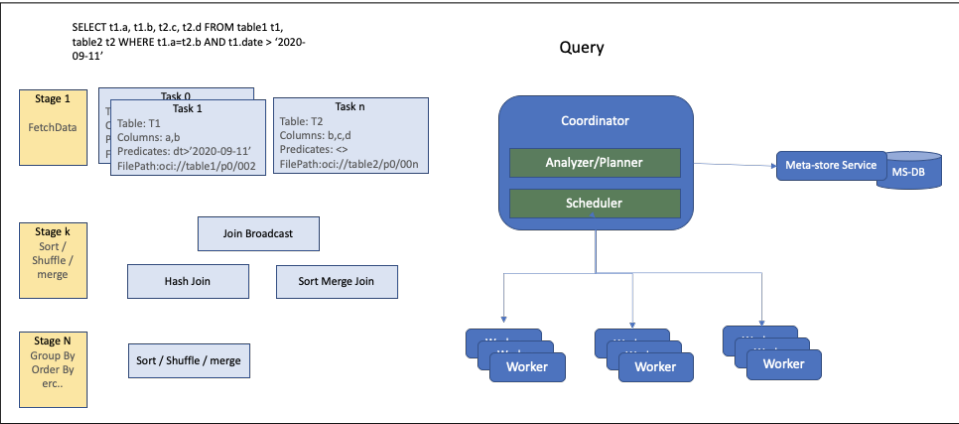 SELECT t1.a, t1.b, t2.c, t2.d FROM table1 t1,
table2 t2 WHERE t1.a=t2.b AND t1.date > ‘2020-
09-11’
Query
Stage 1
FetchData
Task 0
Task 1
Table: T1
Columns: a,b
Predicates: dt>’2020-09-11’
FilePath:oci://table1/p0/002
Task n
Table: T2
Columns: b,c,d
Predicates: <>
FilePath:oci://table2/p0/00n
Coordinator
Analyzer/Planner
Scheduler
Meta-store Service
MS-DB
Stage k
Sort /
Shuffle /
merge
Join Broadcast
Hash Join
Sort Merge Join
Stage N
Group By
Order By
erc..
Sort / Shuffle / merge
Worker
Worker
Worker